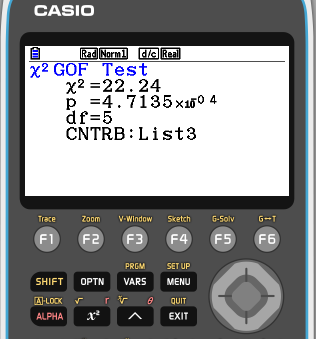 CASIO
Rad Norm1 d/c Real
χ² GOF Test
χ² =22.24
p =4.7135×10⁻⁰⁴
df=5
CNTRB:List3
Trace Zoom V-Window Sketch G-Solv G↔T
F1 F2 F3 F4 F5 F6
PRGM SET UP
SHIFT OPTN VARS MENU
A-LOCK √ r ∛ θ QUIT
ALPHA x² ^ EXIT